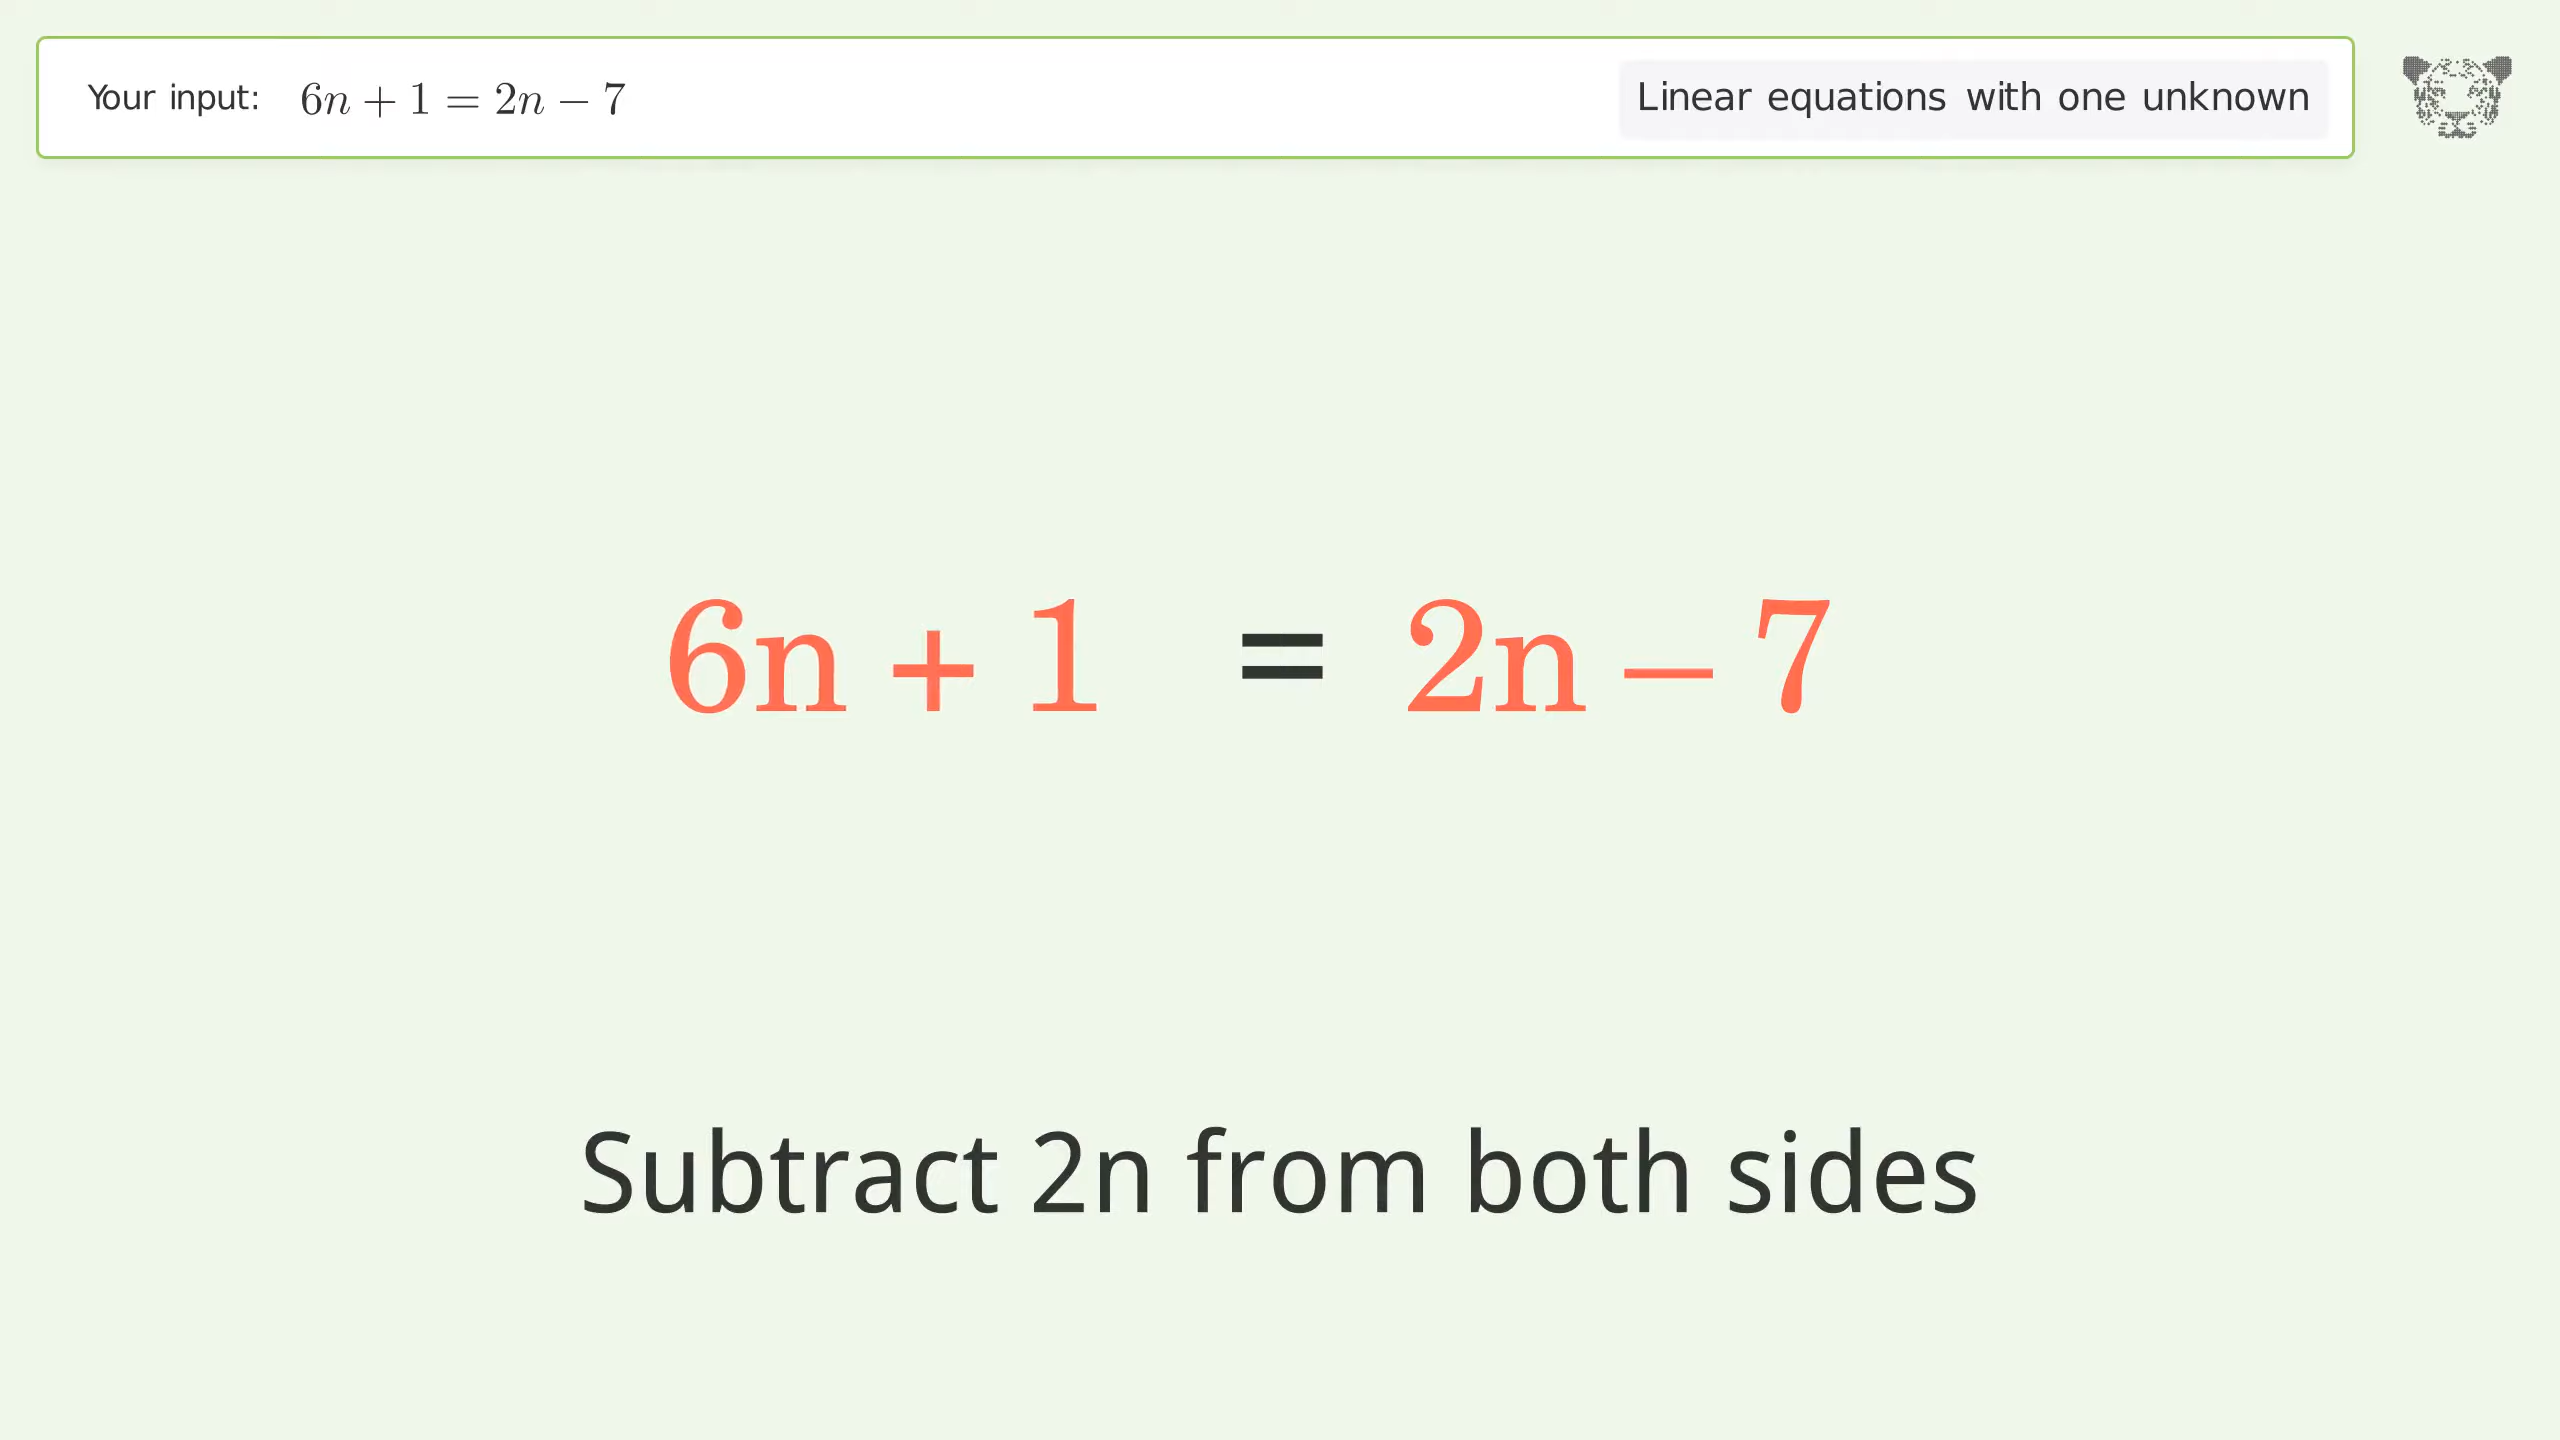 Your input: 6n + 1 = 2n − 7
Linear equations with one unknown
6n + 1 = 2n − 7
Subtract 2n from both sides